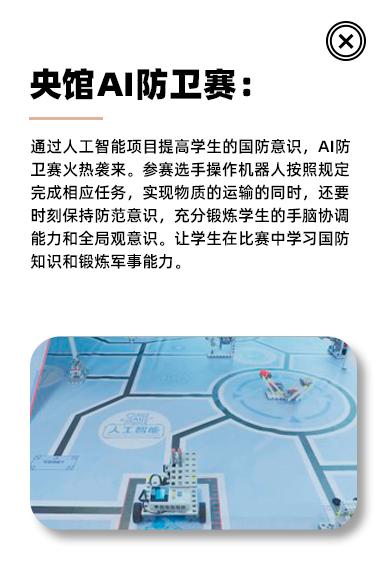 央馆AI防卫赛：
通过人工智能项目提高学生的国防意识，AI防
卫赛火热袭来。参赛选手操作机器人按照规定
完成相应任务，实现物质的运输的同时，还要
时刻保持防范意识，充分锻炼学生的手脑协调
能力和全局观意识。让学生在比赛中学习国防
知识和锻炼军事能力。
人工智能